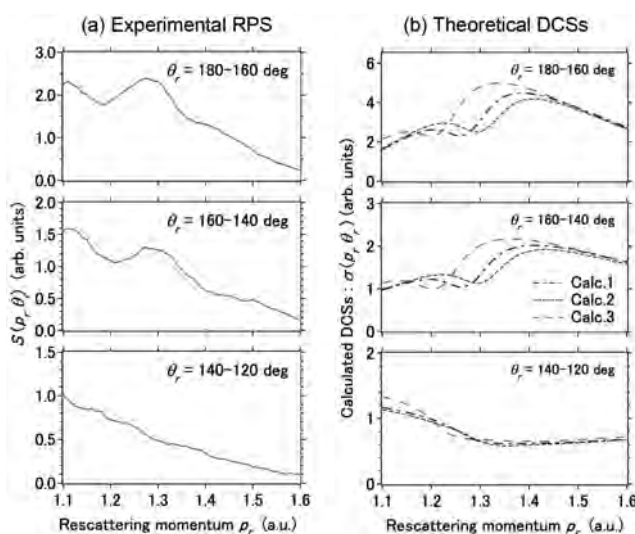 (a) Experimental RPS
(b) Theoretical DCSs
S(pr θ) (arb. units)
3.0
2.0
1.0
0.0
θr = 180-160 deg
2.0
1.5
1.0
0.5
0.0
θr = 160-140 deg
1.5
1.0
0.5
0.0
θr = 140-120 deg
1.1 1.2 1.3 1.4 1.5 1.6
Rescattering momentum pr (a.u.)
Calculated DCSs : σ(pr θr) (arb. units)
6
4
2
0
θr = 180-160
3
2
1
0
θr = 160-140
Calc.1
Calc.2
Calc.3
2
1
0
θr = 140-120 deg
1.1 1.2 1.3 1.4 1.5 1.6
Rescattering momentum pr (a.u.)